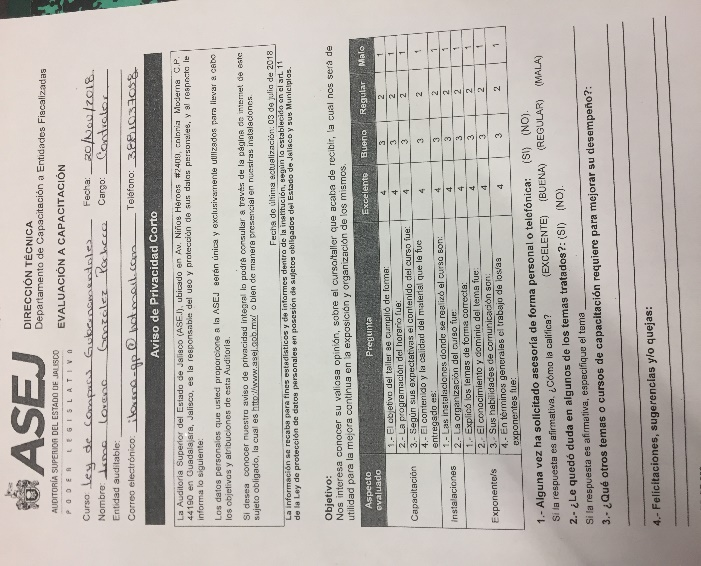 ASEJ
AUDITORÍA SUPERIOR DEL ESTADO DE JALISCO
PODER LEGISLATIVO
DIRECCIÓN TÉCNICA
Departamento de Capacitación a Entidades Fiscalizadas
EVALUACIÓN A CAPACITACIÓN
Curso: Ley de Compras Gubernamentales Fecha: 20/Nov/2018.
Nombre: Lorena González Pacheco Cargo: Contralor
Entidad auditable:
Correo electrónico: @hotmail.com Teléfono:
Aviso de Privacidad Corto
La Auditoría Superior del Estado de Jalisco (ASEJ), ubicado en Av. Niños Héroes #2409, colonia Moderna C.P.
44190 en Guadalajara, Jalisco, es la responsable del uso y protección de sus datos personales, y al respecto le
informa lo siguiente:
Los datos personales que usted proporcione a la ASEJ serán única y exclusivamente utilizados para llevar a cabo
los objetivos y atribuciones de esta Auditoría.
Si desea conocer nuestro aviso de privacidad integral lo podrá consultar a través de la página de internet de este
sujeto obligado, la cual es http://www.asej.gob.mx/ o bien de manera presencial en nuestras instalaciones.
Fecha de última actualización: 03 de julio de 2018
La información se recaba para fines estadísticos y de informes dentro de la institución, según lo establecido en el art. 11
de la Ley de protección de datos personales en posesión de sujetos obligados del Estado de Jalisco y sus Municipios.
Objetivo:
Nos interesa conocer su valiosa opinión, sobre el curso/taller que acaba de recibir, la cual nos será de
utilidad para la mejora continua en la exposición y organización de los mismos.
Aspecto evaluado Pregunta Excelente Bueno Regular Malo
Capacitación
1.- El objetivo del taller se cumplió de forma: 4 3 2 1
2.- La programación del horario fue: 4 3 2 1
3.- Según sus expectativas el contenido del curso fue: 4 3 2 1
4.- El contenido y la calidad del material que le fue
entregado es: 4 3 2 1
Instalaciones
1.- Las instalaciones donde se realizó el curso son: 4 3 2 1
2.- La organización del curso fue: 4 3 2 1
Exponente/s
1.- Explicó los temas de forma correcta: 4 3 2 1
2.- El conocimiento y dominio del tema fue: 4 3 2 1
3.- Sus habilidades de comunicación son: 4 3 2 1
4.- En términos generales el trabajo de los/as
exponentes fue: 4 3 2 1
1.- Alguna vez ha solicitado asesoría de forma personal o telefónica: (SI) (NO).
Si la respuesta es afirmativa, ¿Cómo la califica? (EXCELENTE) (BUENA) (REGULAR) (MALA)
2.- ¿Le quedó duda en algunos de los temas tratados?: (SI) (NO).
Si la respuesta es afirmativa, especifique el tema
3.- ¿Qué otros temas o cursos de capacitación requiere para mejorar su desempeño?:
4.- Felicitaciones, sugerencias y/o quejas: